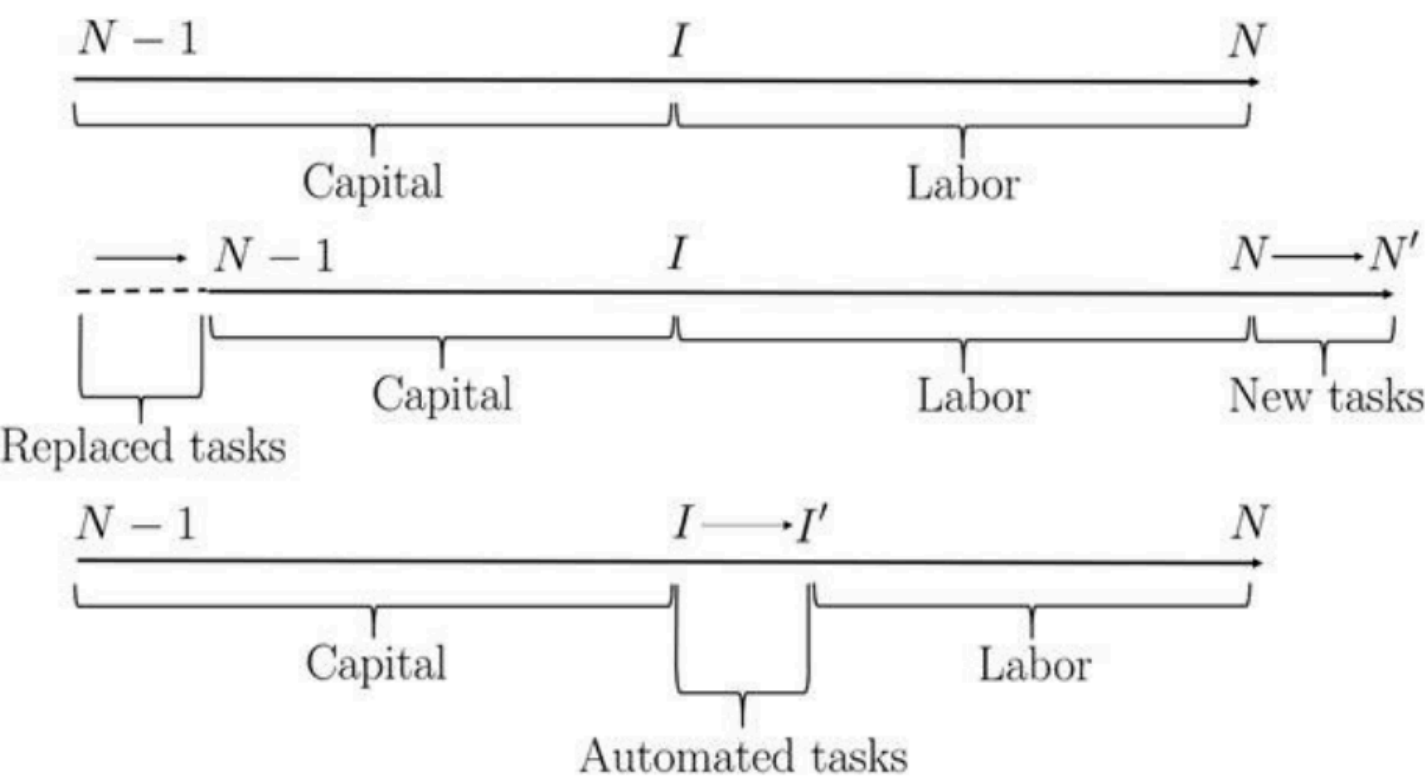 N − 1 I N
Capital Labor
N − 1 I N N′
Capital Labor New tasks
Replaced tasks
N − 1 I I′ N
Capital Labor
Automated tasks